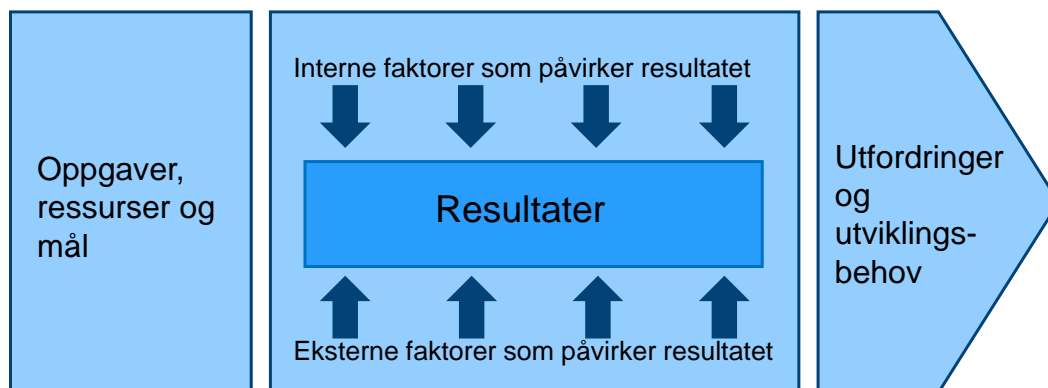 Oppgaver,
ressurser og
mål
Interne faktorer som påvirker resultatet
Resultater
Eksterne faktorer som påvirker resultatet
Utfordringer
og
utviklings-
behov